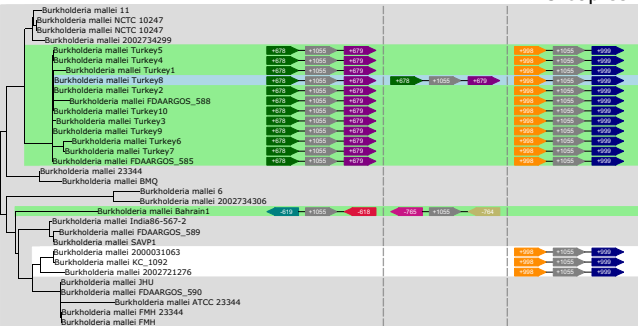 Burkholderia mallei 11
Burkholderia mallei NCTC 10247
Burkholderia mallei NCTC 10247
Burkholderia mallei 2002734299
Burkholderia mallei Turkey5 +678 +1055 +679 +998 +1055 +999
Burkholderia mallei Turkey4 +678 +1055 +679 +998 +1055 +999
Burkholderia mallei Turkey1 +678 +1055 +679 +998 +1055 +999
Burkholderia mallei Turkey8 +678 +1055 +679 +998 +1055 +999
Burkholderia mallei Turkey2 +678 +1055 +679 +998 +1055 +999
Burkholderia mallei FDAARGOS_588 +678 +1055 +679 +998 +1055 +999
Burkholderia mallei Turkey10 +678 +1055 +679 +998 +1055 +999
Burkholderia mallei Turkey3 +678 +1055 +679 +998 +1055 +999
Burkholderia mallei Turkey9 +678 +1055 +679 +998 +1055 +999
Burkholderia mallei Turkey6 +678 +1055 +679 +998 +1055 +999
Burkholderia mallei Turkey7 +678 +1055 +679 +998 +1055 +999
Burkholderia mallei FDAARGOS_585 +678 +1055 +679 +998 +1055 +999
Burkholderia mallei 23344
Burkholderia mallei BMQ
Burkholderia mallei 6
Burkholderia mallei 2002734306
Burkholderia mallei Bahrain1 -619 +1055 -618 -765 +1055 -764
Burkholderia mallei India86-567-2
Burkholderia mallei FDAARGOS_589
Burkholderia mallei SAVP1
Burkholderia mallei 2000031063 +998 +1055 +999
Burkholderia mallei KC_1092 +998 +1055 +999
Burkholderia mallei 2002721276 +998 +1055 +999
Burkholderia mallei JHU
Burkholderia mallei FDAARGOS_590
Burkholderia mallei ATCC 23344
Burkholderia mallei FMH 23344
Burkholderia mallei FMH